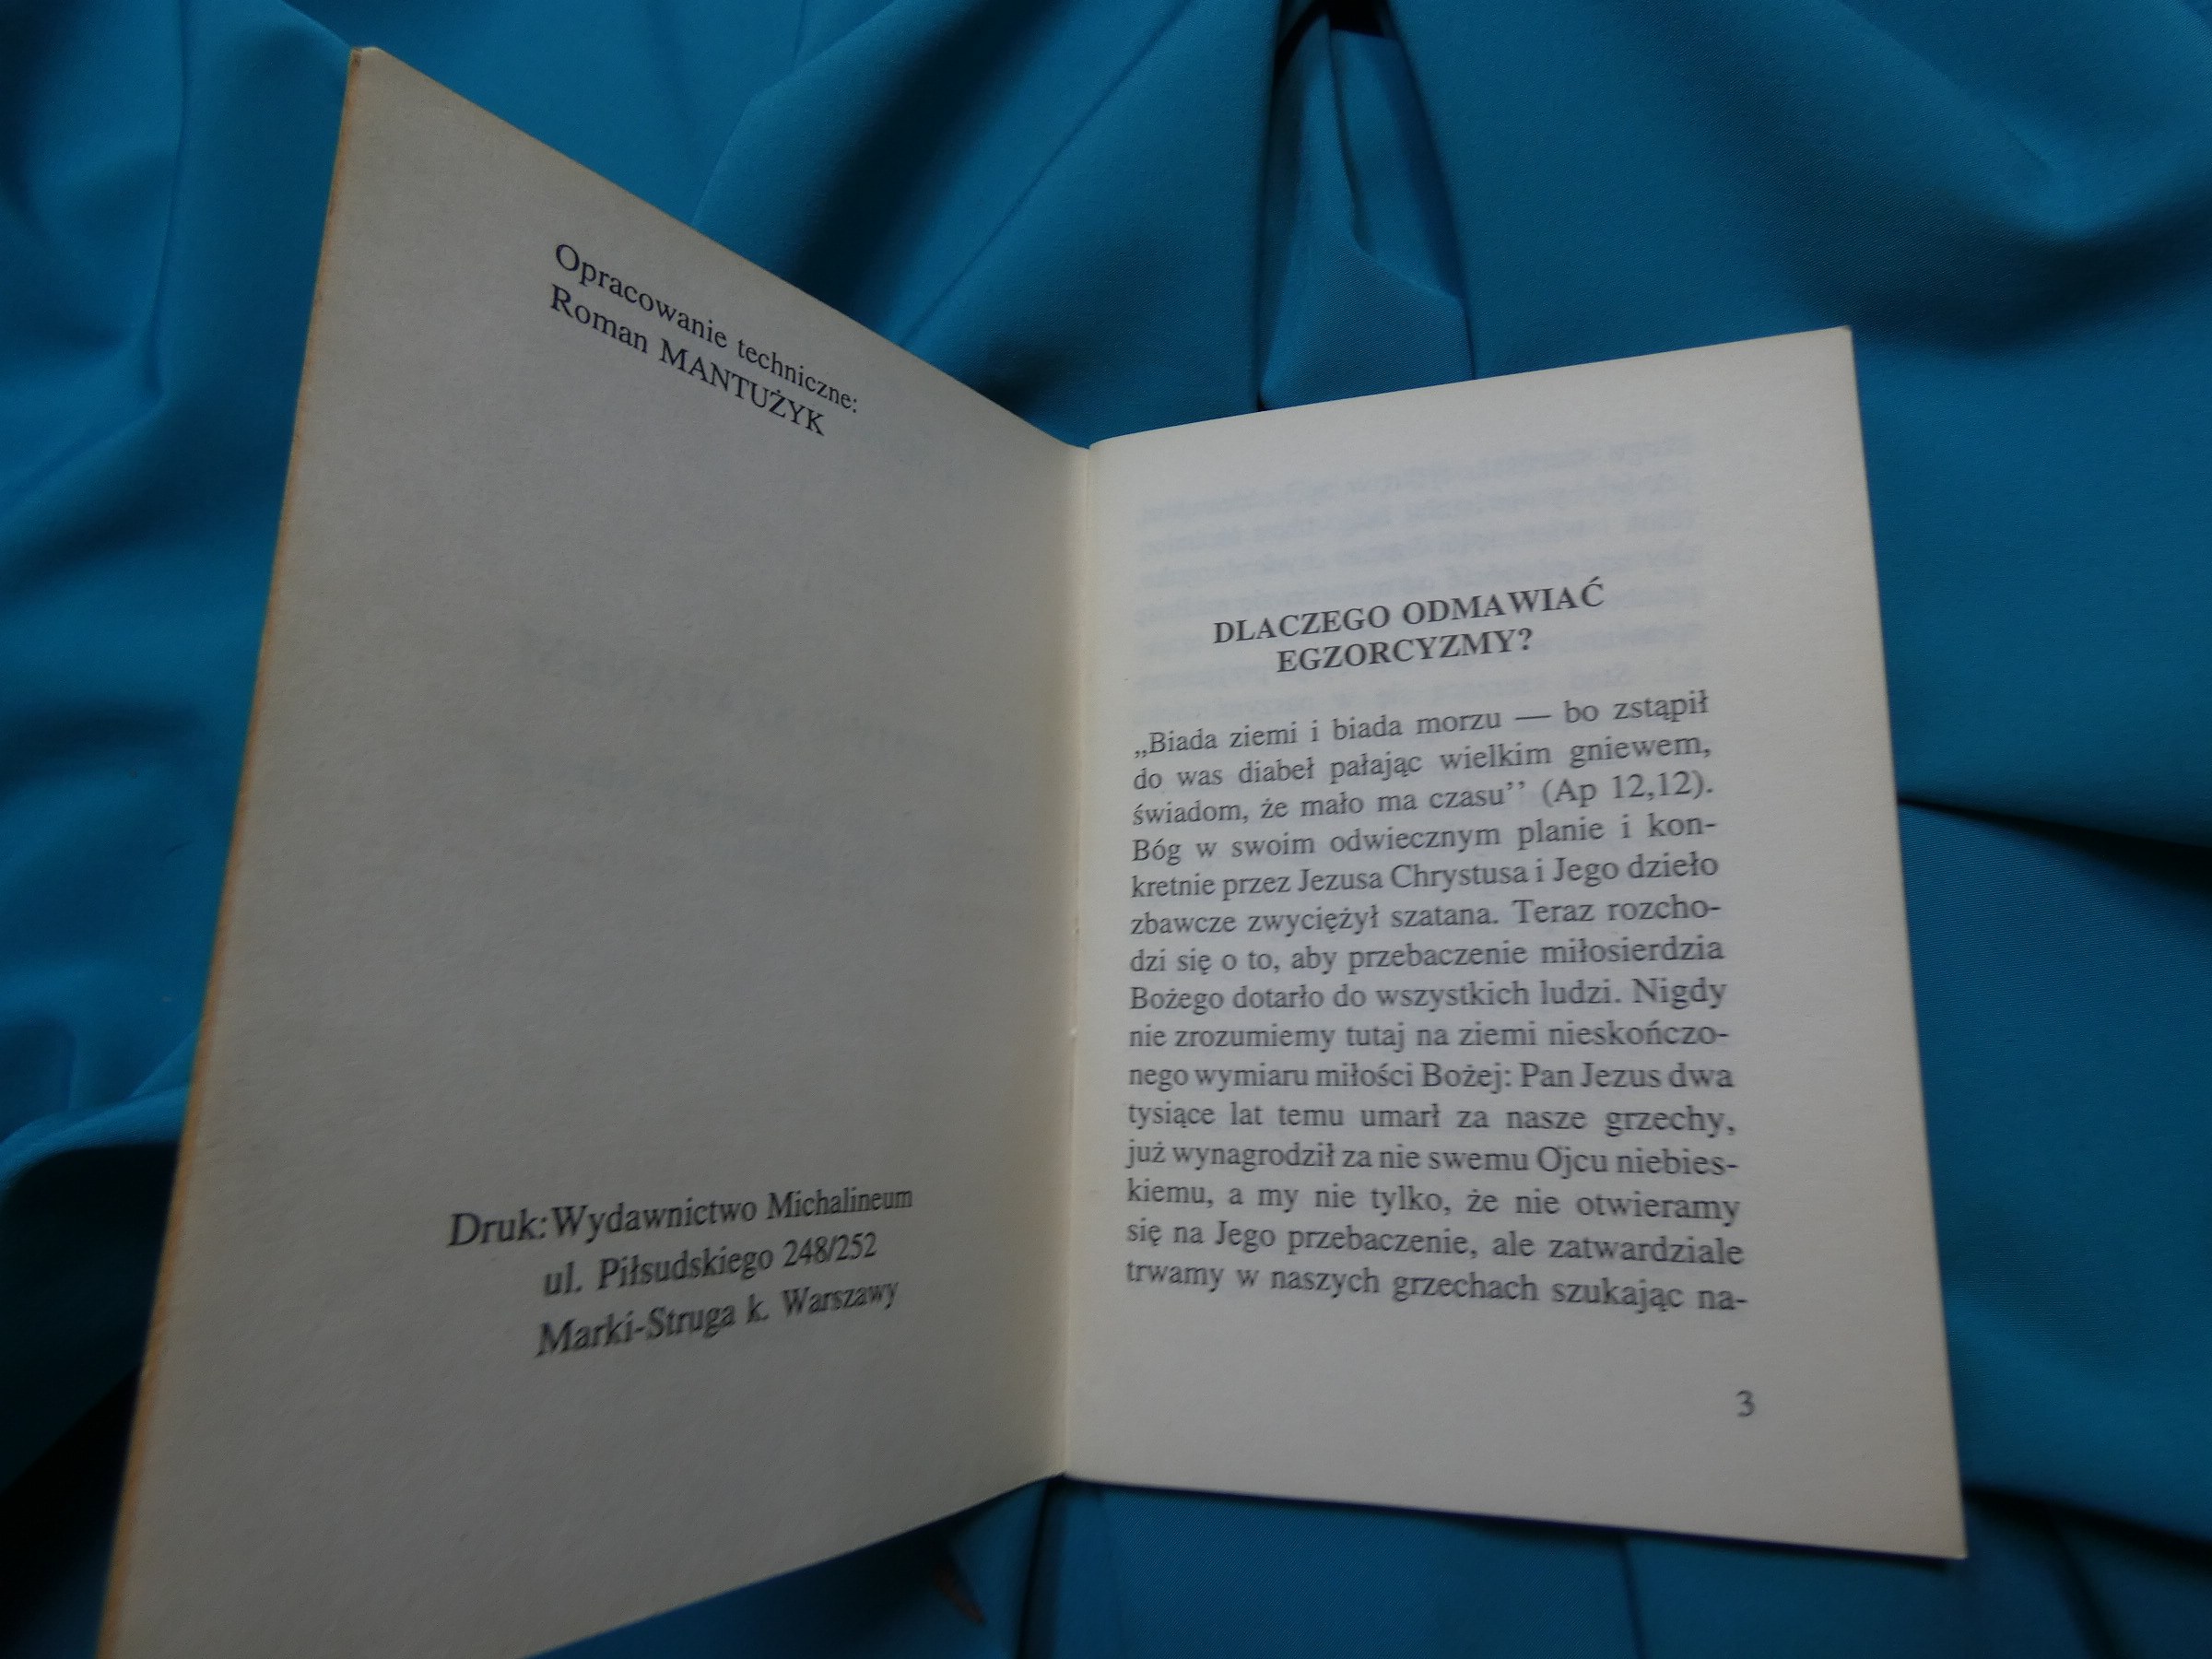 Opracowanie techniczne:
Roman MANTUŻYK
Druk:Wydawnictwo Michalineum
ul. Piłsudskiego 248/252
Marki-Struga k. Warszawy
DLACZEGO ODMAWIAĆ
EGZORCYZMY?
„Biada ziemi i biada morzu — bo zstąpił
do was diabeł pałając wielkim gniewem,
świadom, że mało ma czasu’’ (Ap 12,12).
Bóg w swoim odwiecznym planie i kon-
kretnie przez Jezusa Chrystusa i Jego dzieło
zbawcze zwyciężył szatana. Teraz rozcho-
dzi się o to, aby przebaczenie miłosierdzia
Bożego dotarło do wszystkich ludzi. Nigdy
nie zrozumiemy tutaj na ziemi nieskończo-
nego wymiaru miłości Bożej: Pan Jezus dwa
tysiące lat temu umarł za nasze grzechy,
już wynagrodził za nie swemu Ojcu niebies-
kiemu, a my nie tylko, że nie otwieramy
się na Jego przebaczenie, ale zatwardziale
trwamy w naszych grzechach szukając na-
3